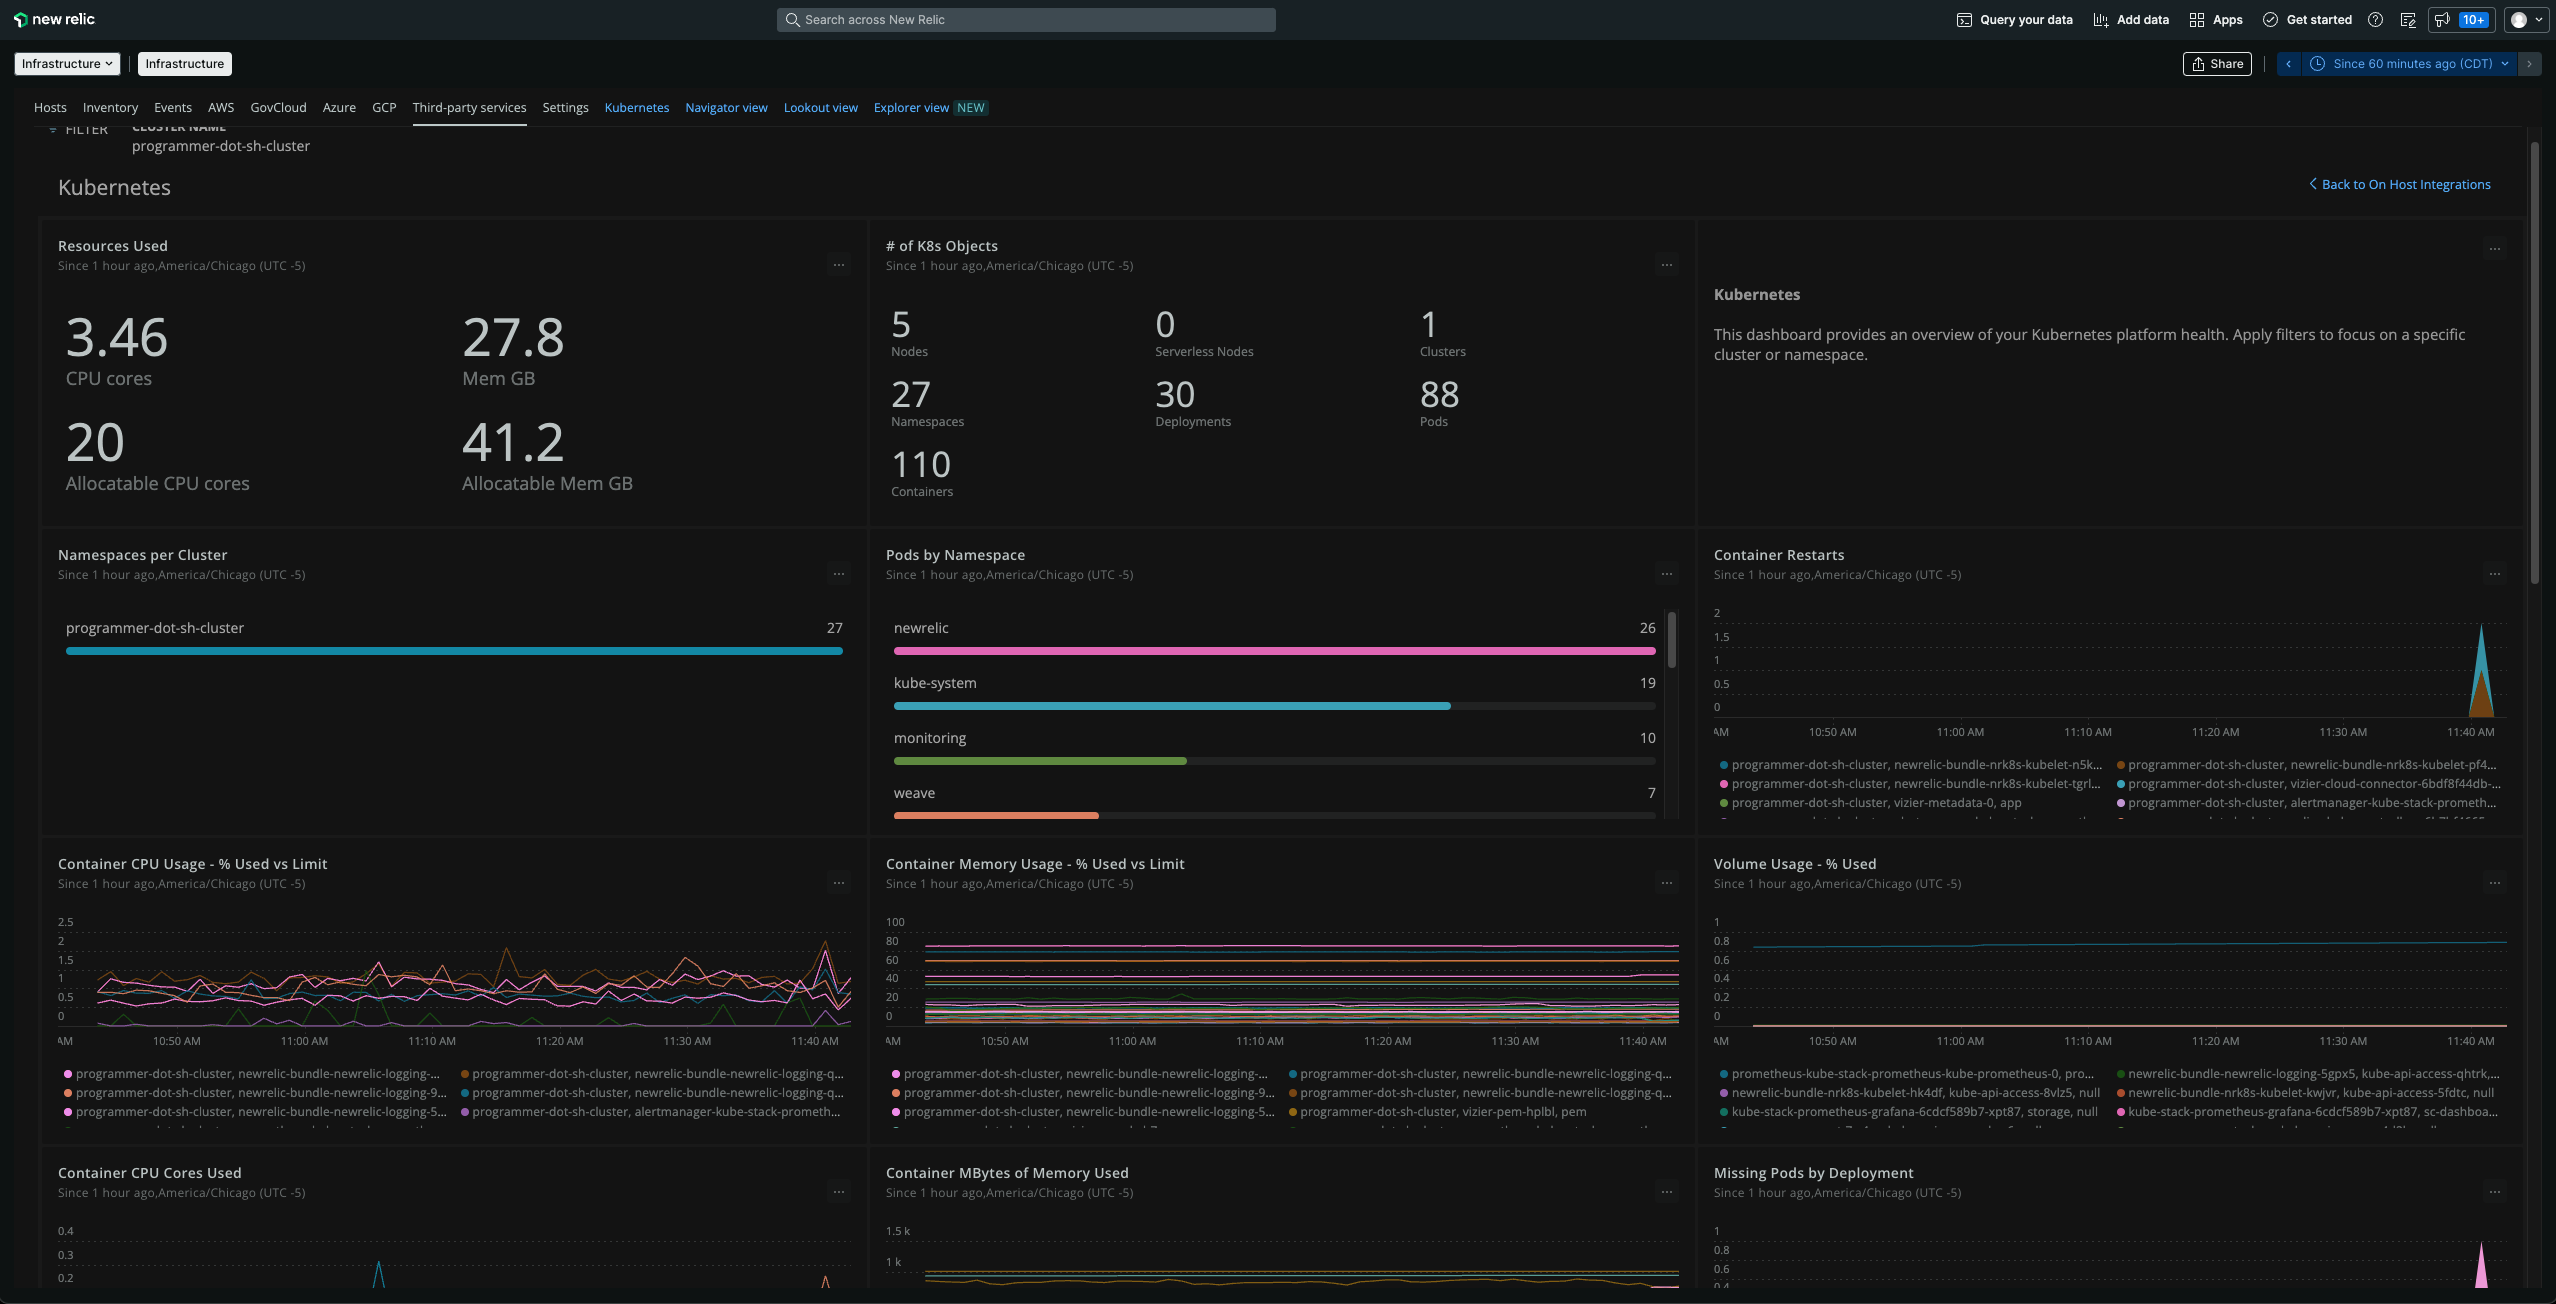 new relic
Search across New Relic
Query your data
Add data
Apps
Get started
10+
Infrastructure
Infrastructure
Share
Since 60 minutes ago (CDT)
Hosts Inventory Events AWS GovCloud Azure GCP Third-party services Settings Kubernetes Navigator view Lookout view Explorer view NEW
FILTER
CLUSTER NAME
programmer-dot-sh-cluster
Kubernetes
Back to On Host Integrations
Resources Used
Since 1 hour ago,America/Chicago (UTC -5)
3.46
CPU cores
27.8
Mem GB
20
Allocatable CPU cores
41.2
Allocatable Mem GB
# of K8s Objects
Since 1 hour ago,America/Chicago (UTC -5)
5
Nodes
0
Serverless Nodes
1
Clusters
27
Namespaces
30
Deployments
88
Pods
110
Containers
Kubernetes
This dashboard provides an overview of your Kubernetes platform health. Apply filters to focus on a specific
cluster or namespace.
Namespaces per Cluster
Since 1 hour ago,America/Chicago (UTC -5)
programmer-dot-sh-cluster 27
Pods by Namespace
Since 1 hour ago,America/Chicago (UTC -5)
newrelic 26
kube-system 19
monitoring 10
weave 7
Container Restarts
Since 1 hour ago,America/Chicago (UTC -5)
2
1.5
1
0.5
0
AM 10:50 AM 11:00 AM 11:10 AM 11:20 AM 11:30 AM 11:40 AM
programmer-dot-sh-cluster, newrelic-bundle-nrk8s-kubelet-n5k...
programmer-dot-sh-cluster, newrelic-bundle-nrk8s-kubelet-pf4...
programmer-dot-sh-cluster, newrelic-bundle-nrk8s-kubelet-tgrl...
programmer-dot-sh-cluster, vizier-cloud-connector-6bdf8f44db-...
programmer-dot-sh-cluster, vizier-metadata-0, app
programmer-dot-sh-cluster, alertmanager-kube-stack-prometh...
Container CPU Usage - % Used vs Limit
Since 1 hour ago,America/Chicago (UTC -5)
2.5
2
1.5
1
0.5
0
AM 10:50 AM 11:00 AM 11:10 AM 11:20 AM 11:30 AM 11:40 AM
programmer-dot-sh-cluster, newrelic-bundle-newrelic-logging-...
programmer-dot-sh-cluster, newrelic-bundle-newrelic-logging-q...
programmer-dot-sh-cluster, newrelic-bundle-newrelic-logging-9...
programmer-dot-sh-cluster, newrelic-bundle-newrelic-logging-q...
programmer-dot-sh-cluster, newrelic-bundle-newrelic-logging-5...
programmer-dot-sh-cluster, alertmanager-kube-stack-prometh...
Container Memory Usage - % Used vs Limit
Since 1 hour ago,America/Chicago (UTC -5)
100
80
60
40
20
0
AM 10:50 AM 11:00 AM 11:10 AM 11:20 AM 11:30 AM 11:40 AM
programmer-dot-sh-cluster, newrelic-bundle-newrelic-logging-...
programmer-dot-sh-cluster, newrelic-bundle-newrelic-logging-q...
programmer-dot-sh-cluster, newrelic-bundle-newrelic-logging-9...
programmer-dot-sh-cluster, newrelic-bundle-newrelic-logging-q...
programmer-dot-sh-cluster, newrelic-bundle-newrelic-logging-5...
programmer-dot-sh-cluster, vizier-pem-hplbl, pem
Volume Usage - % Used
Since 1 hour ago,America/Chicago (UTC -5)
1
0.8
0.6
0.4
0.2
0
AM 10:50 AM 11:00 AM 11:10 AM 11:20 AM 11:30 AM 11:40 AM
prometheus-kube-stack-prometheus-kube-prometheus-0, pro...
newrelic-bundle-newrelic-logging-5gpx5, kube-api-access-qhtrk,...
newrelic-bundle-nrk8s-kubelet-hk4df, kube-api-access-8vlz5, null
newrelic-bundle-nrk8s-kubelet-kwjvr, kube-api-access-5fdtc, null
kube-stack-prometheus-grafana-6cdcf589b7-xpt87, storage, null
kube-stack-prometheus-grafana-6cdcf589b7-xpt87, sc-dashboa...
Container CPU Cores Used
Since 1 hour ago,America/Chicago (UTC -5)
0.4
0.3
0.2
Container MBytes of Memory Used
Since 1 hour ago,America/Chicago (UTC -5)
1.5 k
1 k
Missing Pods by Deployment
Since 1 hour ago,America/Chicago (UTC -5)
1
0.8
0.6
0.4